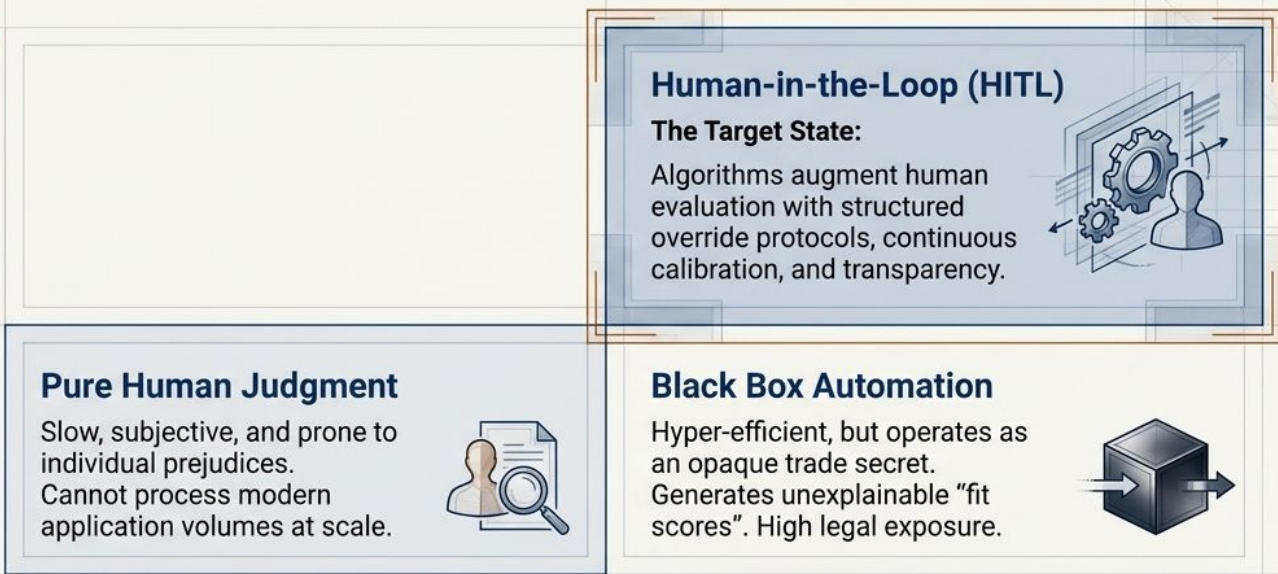 Human-in-the-Loop (HITL)
The Target State:
Algorithms augment human
evaluation with structured
override protocols, continuous
calibration, and transparency.
Pure Human Judgment
Slow, subjective, and prone to
individual prejudices.
Cannot process modern
application volumes at scale.
Black Box Automation
Hyper-efficient, but operates as
an opaque trade secret.
Generates unexplainable “fit
scores”. High legal exposure.